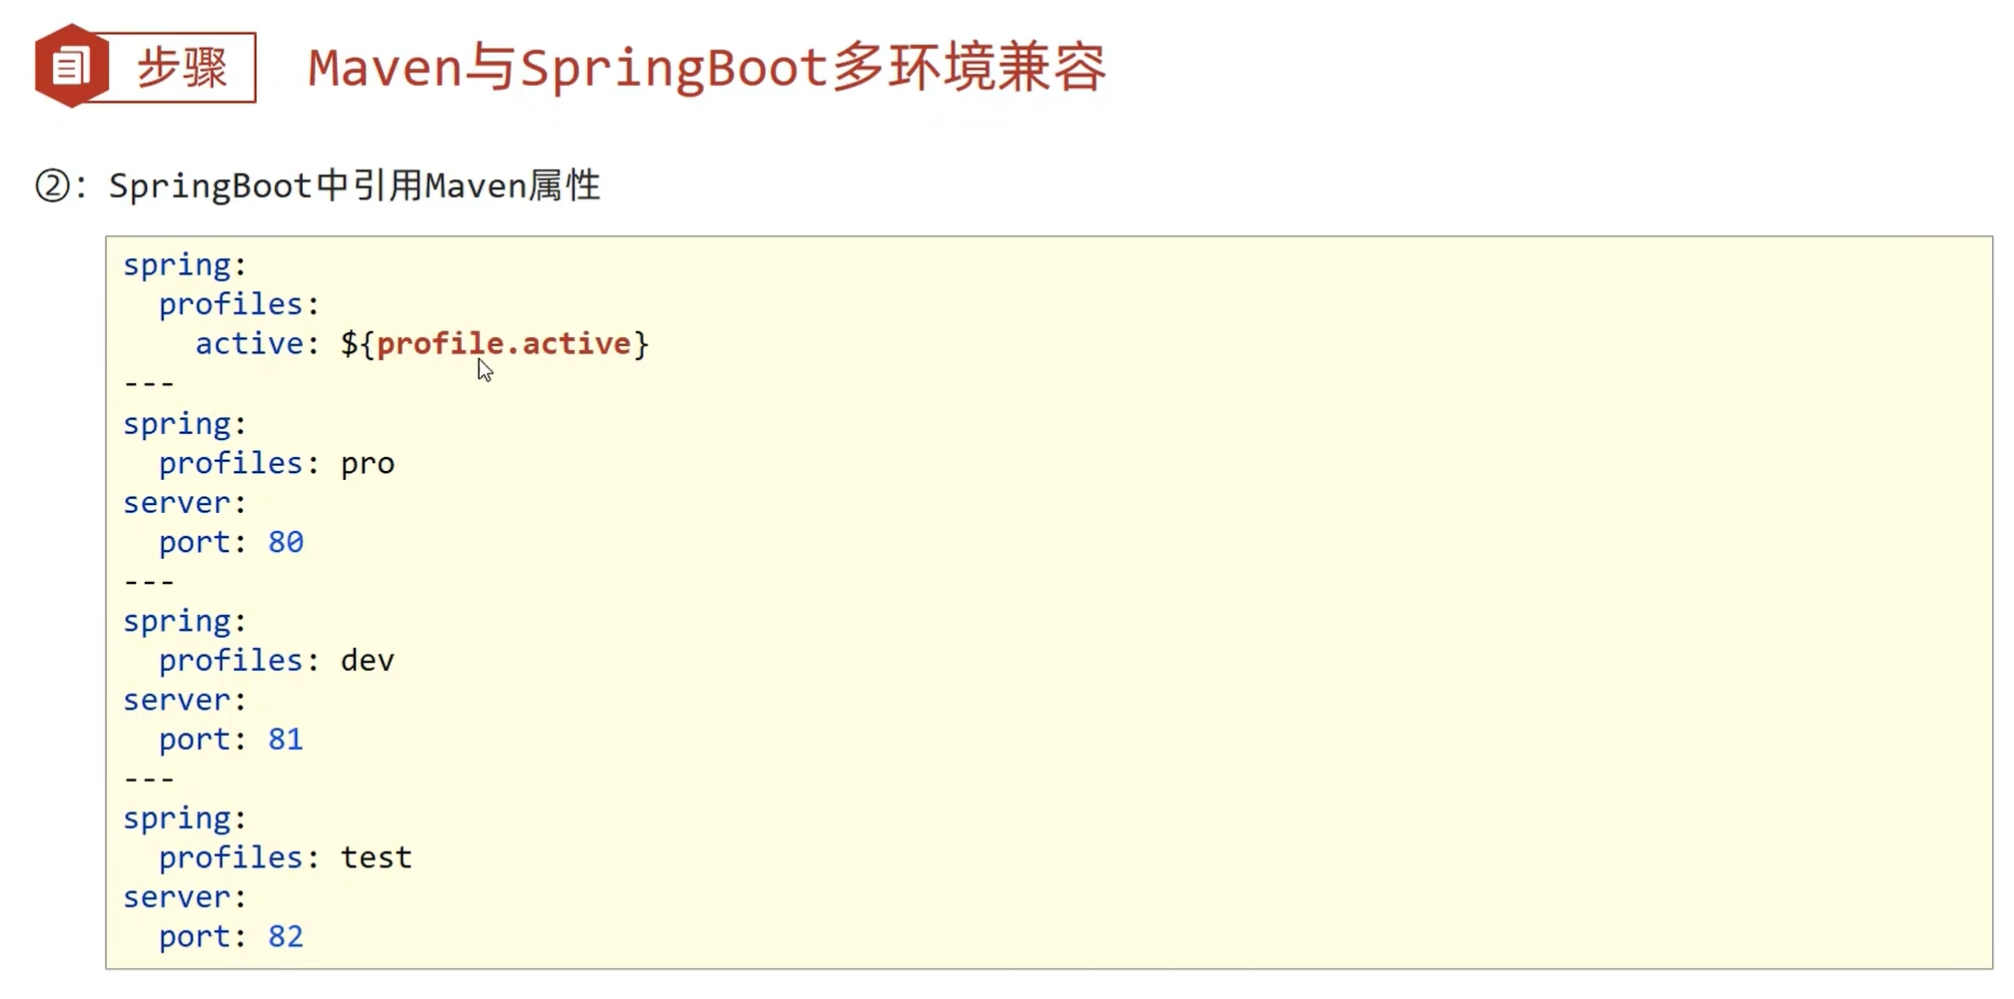 步骤 Maven与SpringBoot多环境兼容
②：SpringBoot中引用Maven属性
spring:
  profiles:
    active: ${profile.active}
---
spring:
  profiles: pro
server:
  port: 80
---
spring:
  profiles: dev
server:
  port: 81
---
spring:
  profiles: test
server:
  port: 82